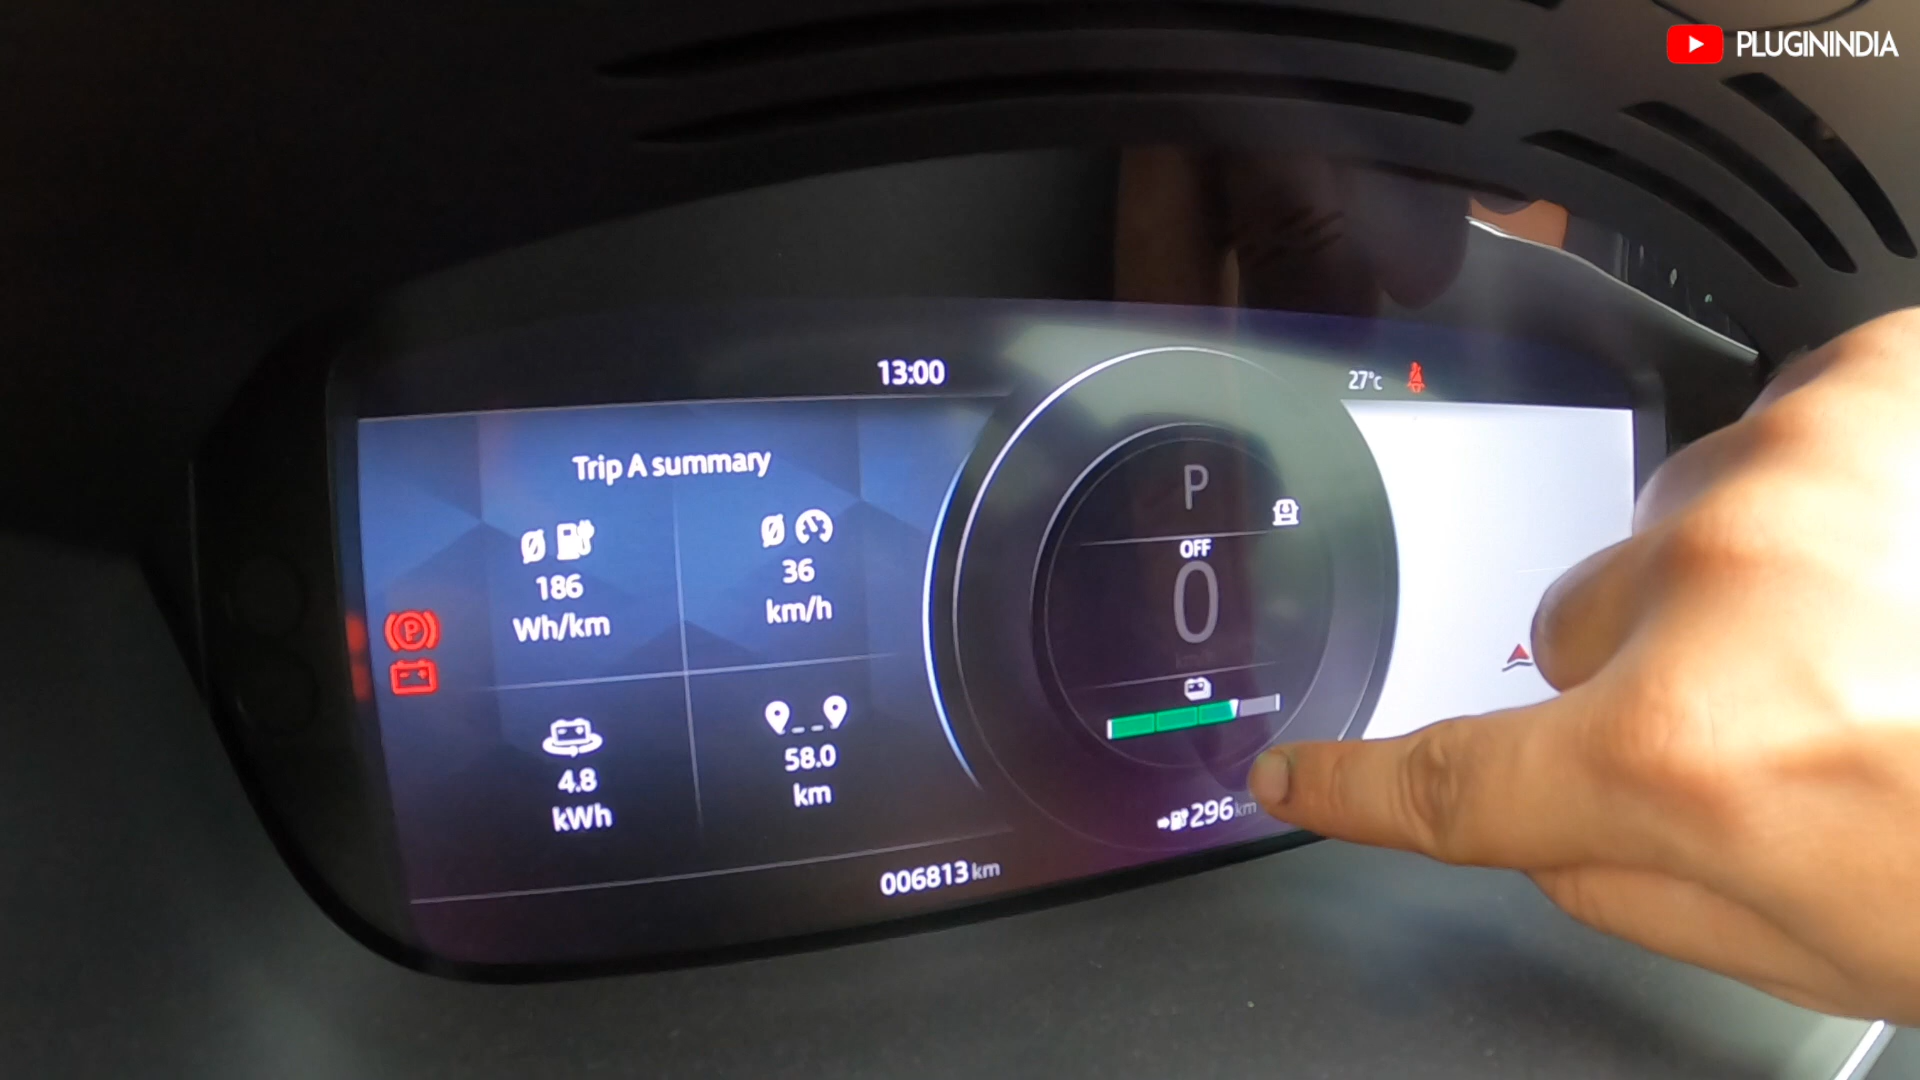 PLUGININDIA
13:00
27°C
Trip A summary
186
Wh/km
36
km/h
4.8
kWh
58.0
km
P
OFF
0
296 km
006813 km